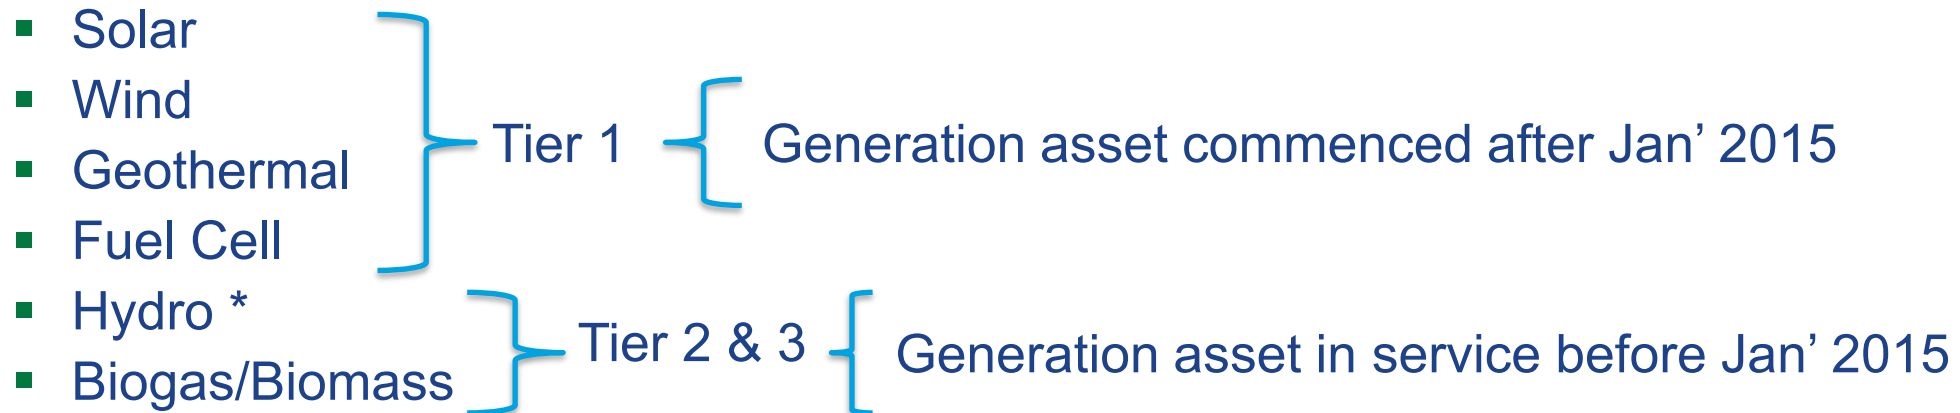 Solar
Wind
Geothermal
Fuel Cell
Hydro *
Biogas/Biomass
Tier 1
Generation asset commenced after Jan’ 2015
Tier 2 & 3
Generation asset in service before Jan’ 2015